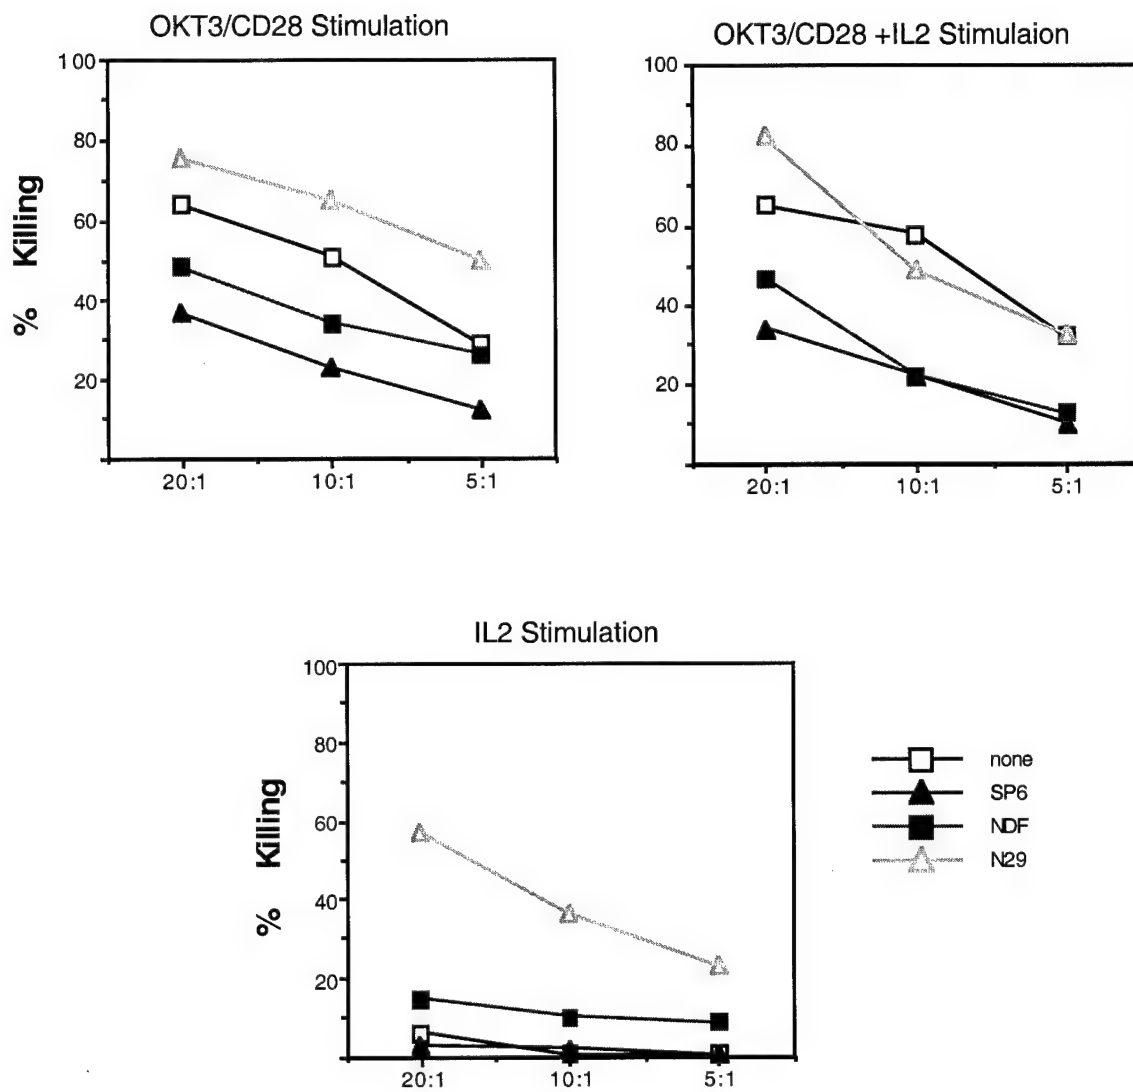 OKT3/CD28 Stimulation
100
80
60
40
20
% Killing
20:1
10:1
5:1
OKT3/CD28 +IL2 Stimulaion
100
80
60
40
20
20:1
10:1
5:1
IL2 Stimulation
100
80
60
40
20
% Killing
20:1
10:1
5:1
none
SP6
NDF
N29